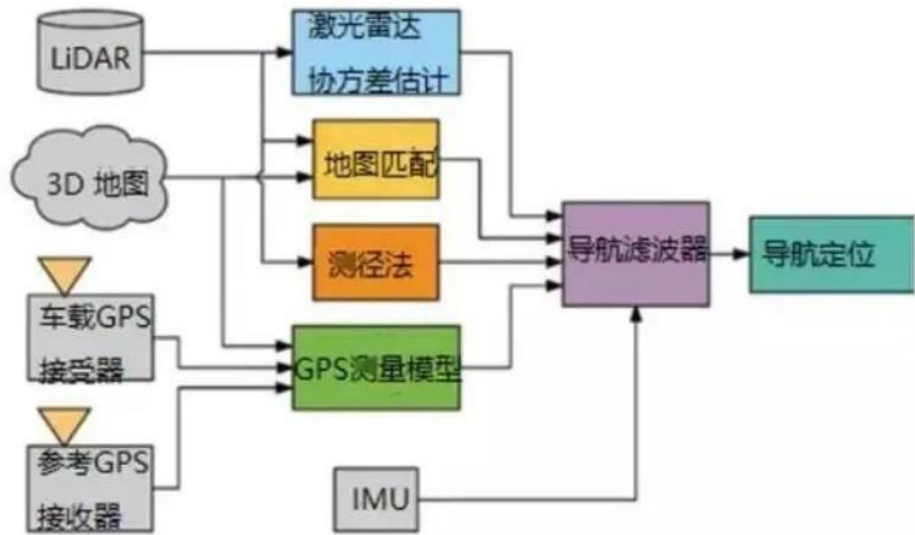 LiDAR
激光雷达
协方差估计
3D 地图
地图匹配
测径法
导航滤波器
导航定位
车载GPS
接受器
GPS测量模型
参考GPS
接收器
IMU